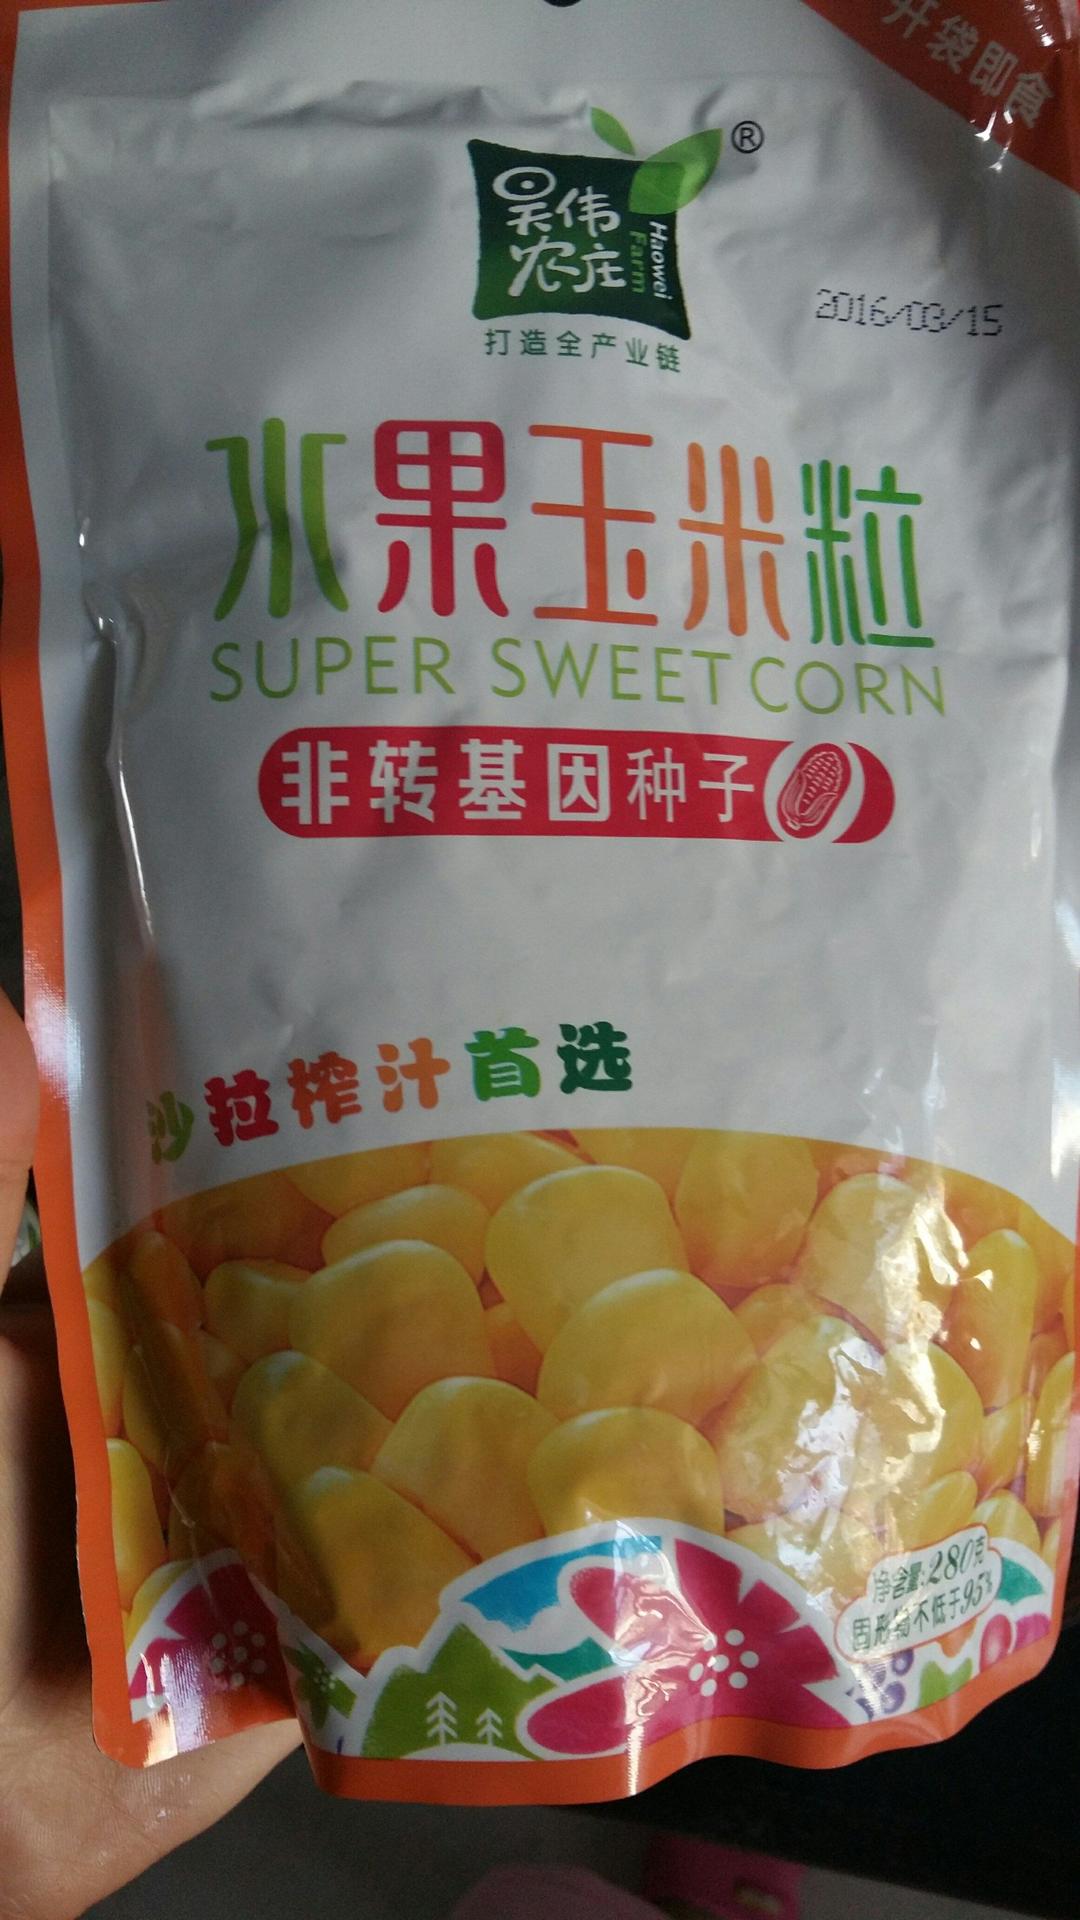 开袋即食
®
昊伟
农庄
Haowei
Farm
打造全产业链
2016/03/15
水果玉米粒
SUPER SWEET CORN
非转基因种子
沙拉榨汁首选
净含量:280克
固形物不低于95%